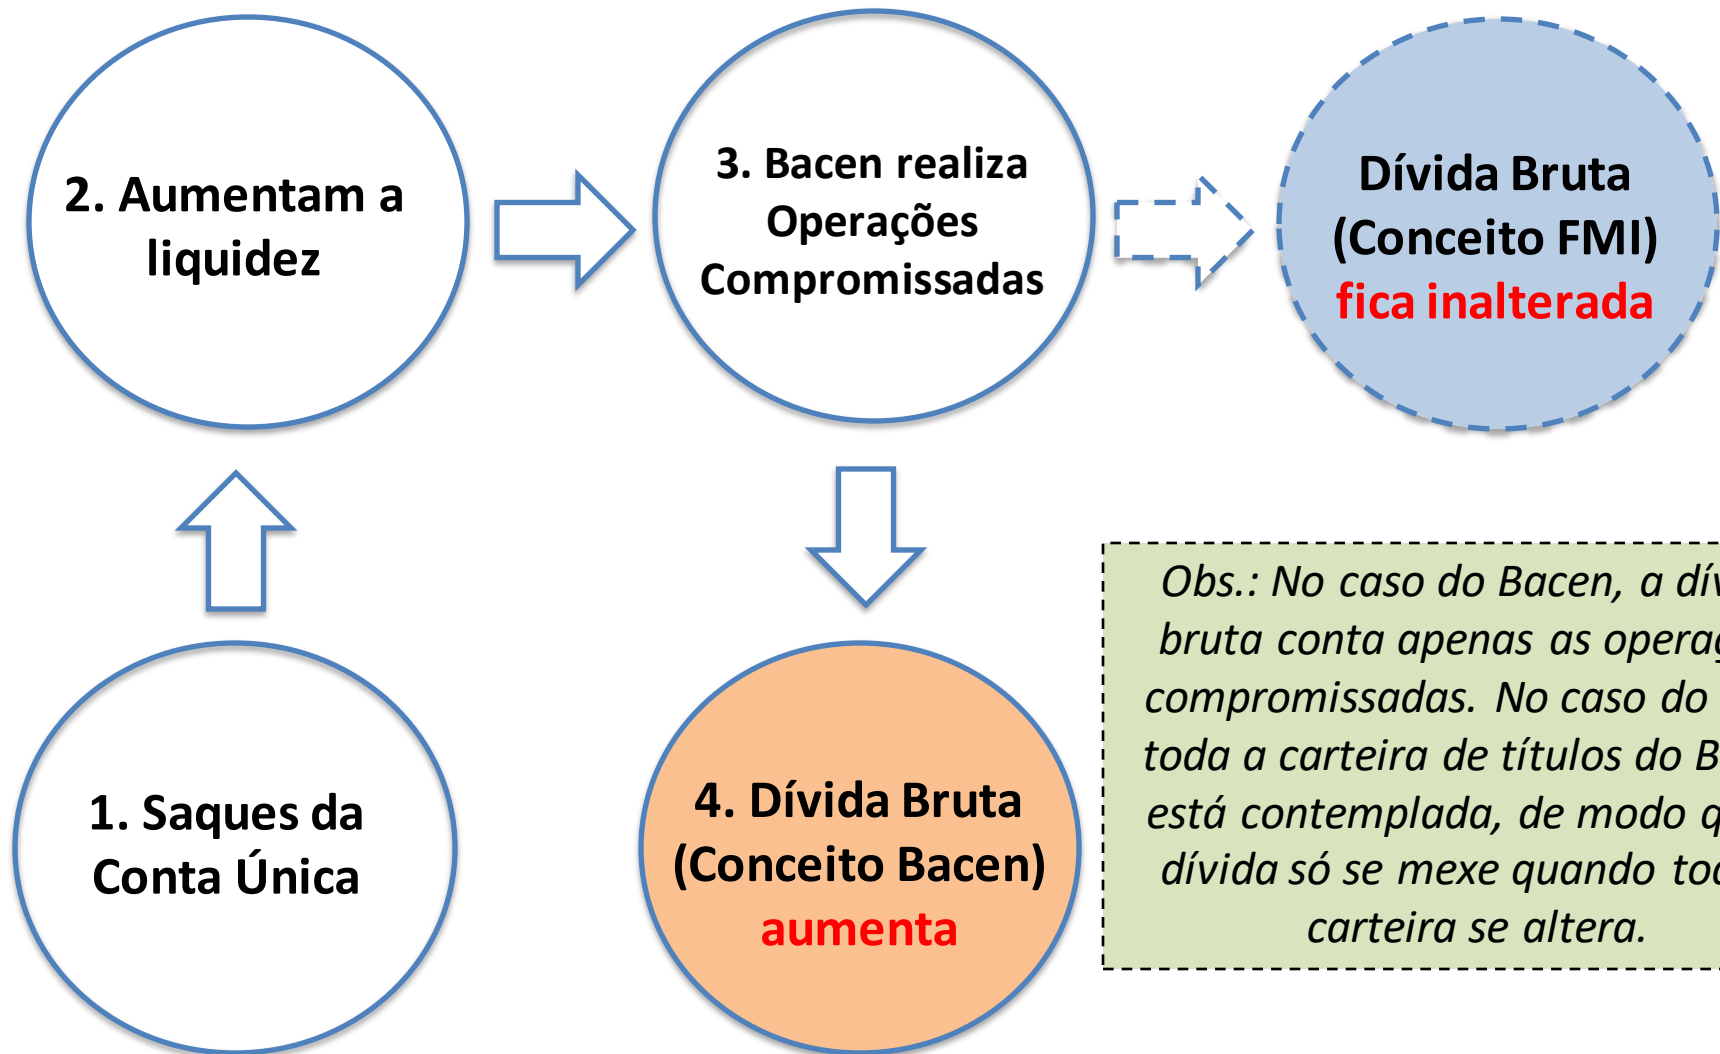 2. Aumentam a
liquidez
3. Bacen realiza
Operações
Compromissadas
Dívida Bruta
(Conceito FMI)
fica inalterada
1. Saques da
Conta Única
4. Dívida Bruta
(Conceito Bacen)
aumenta
Obs.: No caso do Bacen, a
bruta conta apenas as
compromissadas. No caso do
toda a carteira de títulos do
está contemplada, de modo
dívida só se mexe quando
carteira se altera.